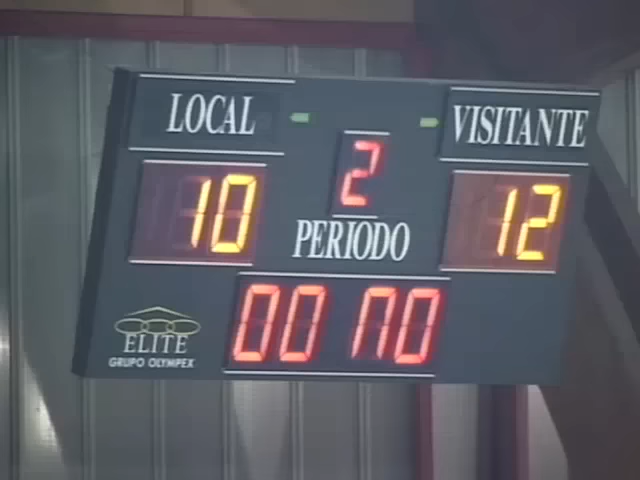 LOCAL VISITANTE
2
10 12
PERIODO
00 00
ELITE
GRUPO OLYMPEX